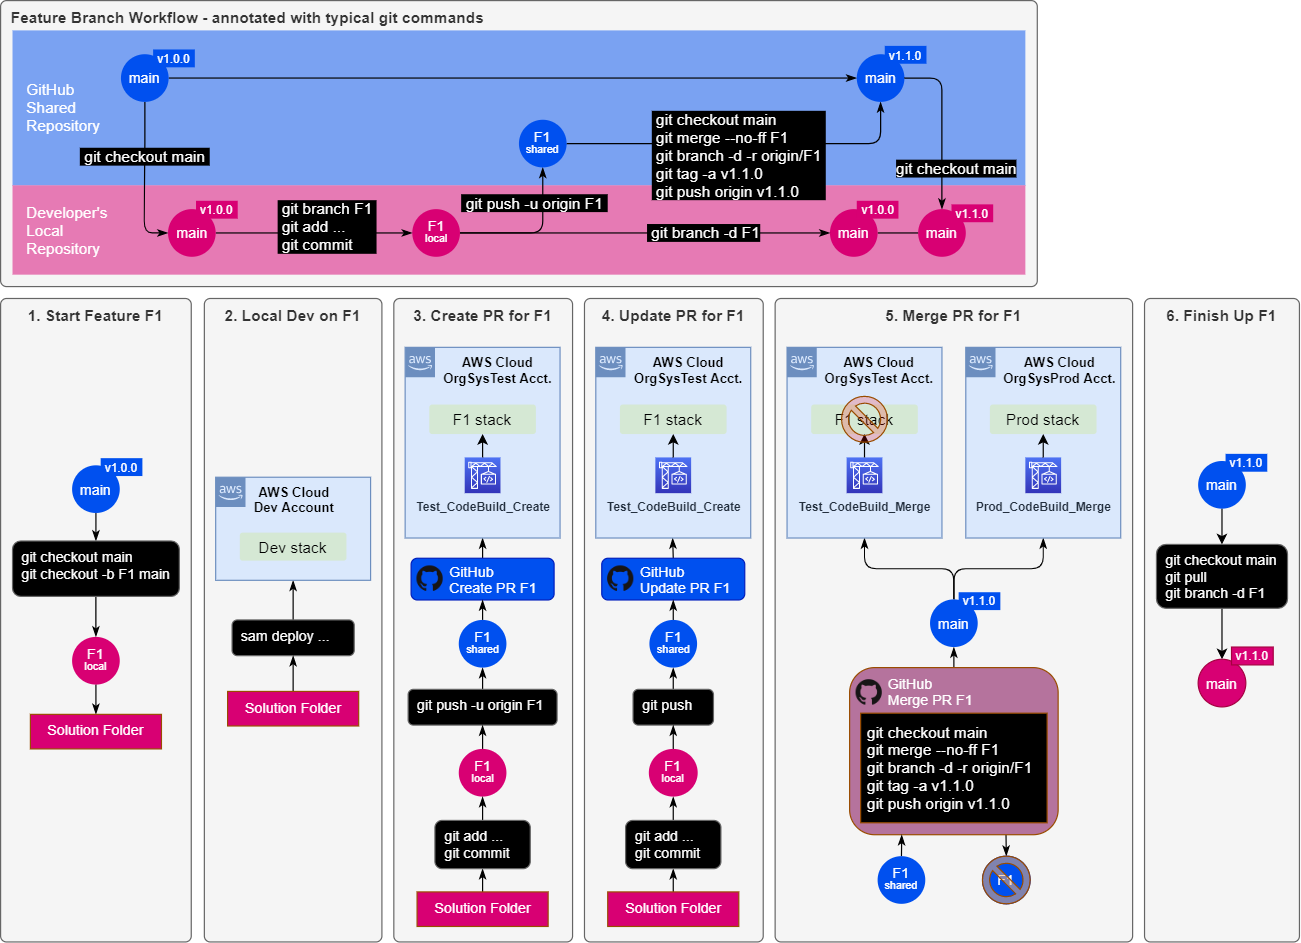 Feature Branch Workflow - annotated with typical git commands
GitHub
Shared
Repository
v1.0.0
main
git checkout main
F1
shared
git checkout main
git merge --no-ff F1
git branch -d -r origin/F1
git tag -a v1.1.0
git push origin v1.1.0
v1.1.0
main
git checkout main
Developer's
Local
Repository
v1.0.0
main
git branch F1
git add ...
git commit
F1
local
git push -u origin F1
git branch -d F1
v1.0.0
main
v1.1.0
main
1. Start Feature F1
v1.0.0
main
git checkout main
git checkout -b F1 main
F1
local
Solution Folder
2. Local Dev on F1
aws
AWS Cloud
Dev Account
Dev stack
sam deploy ...
Solution Folder
3. Create PR for F1
aws
AWS Cloud
OrgSysTest Acct.
F1 stack
Test_CodeBuild_Create
GitHub
Create PR F1
F1
shared
git push -u origin F1
F1
local
git add ...
git commit
Solution Folder
4. Update PR for F1
aws
AWS Cloud
OrgSysTest Acct.
F1 stack
Test_CodeBuild_Create
GitHub
Update PR F1
F1
shared
git push
F1
local
git add ...
git commit
Solution Folder
5. Merge PR for F1
aws
AWS Cloud
OrgSysTest Acct.
F1 stack
Test_CodeBuild_Merge
aws
AWS Cloud
OrgSysProd Acct.
Prod stack
Prod_CodeBuild_Merge
v1.1.0
main
GitHub
Merge PR F1
git checkout main
git merge --no-ff F1
git branch -d -r origin/F1
git tag -a v1.1.0
git push origin v1.1.0
F1
shared
F1
6. Finish Up F1
v1.1.0
main
git checkout main
git pull
git branch -d F1
v1.1.0
main